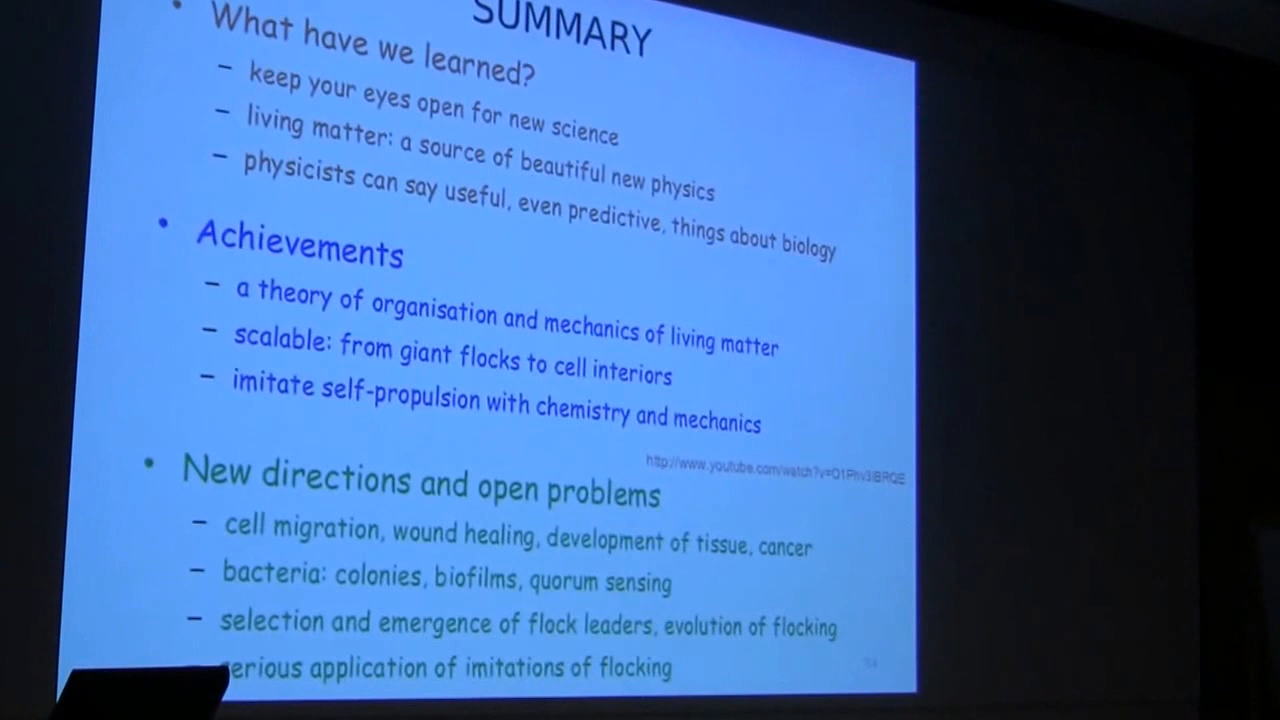 SUMMARY
• What have we learned?
– keep your eyes open for new science
– living matter: a source of beautiful new physics
– physicists can say useful, even predictive, things about biology
• Achievements
– a theory of organisation and mechanics of living matter
– scalable: from giant flocks to cell interiors
– imitate self-propulsion with chemistry and mechanics
• New directions and open problems
– cell migration, wound healing, development of tissue, cancer
– bacteria: colonies, biofilms, quorum sensing
– selection and emergence of flock leaders, evolution of flocking
serious application of imitations of flocking